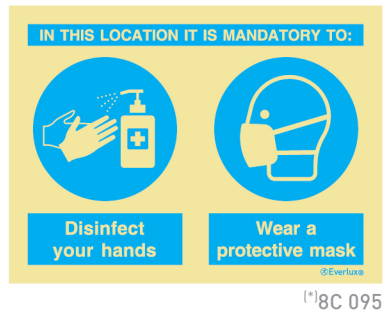 IN THIS LOCATION IT IS MANDATORY TO:
Disinfect
your hands
Wear a
protective mask
Everlux®
(*)8C 095